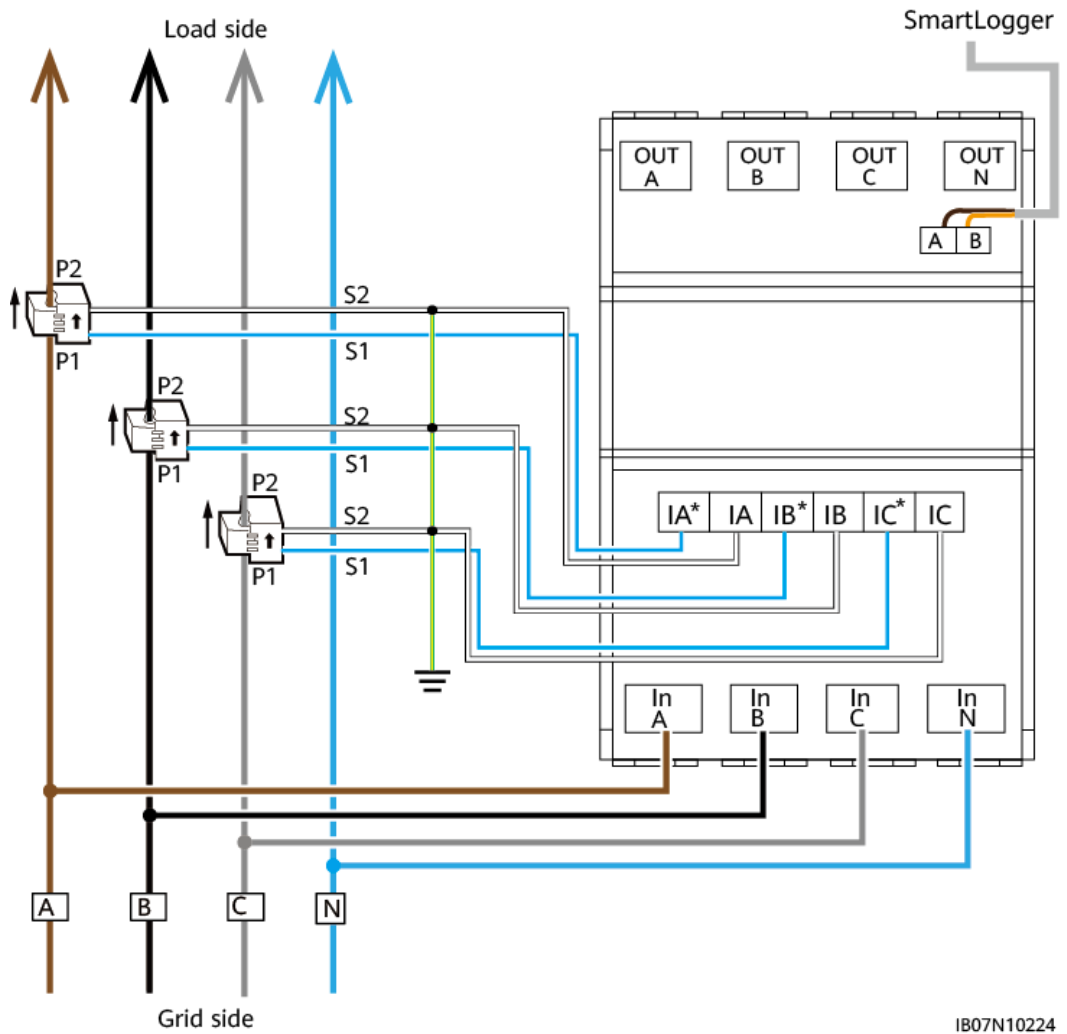 Load side
SmartLogger
OUT
A
OUT
B
OUT
C
OUT
N
A
B
P2
P1
S2
S1
P2
P1
S2
S1
P2
P1
S2
S1
IA*
IA
IB*
IB
IC*
IC
In
A
In
B
In
C
In
N
A
B
C
N
Grid side
IB07N10224